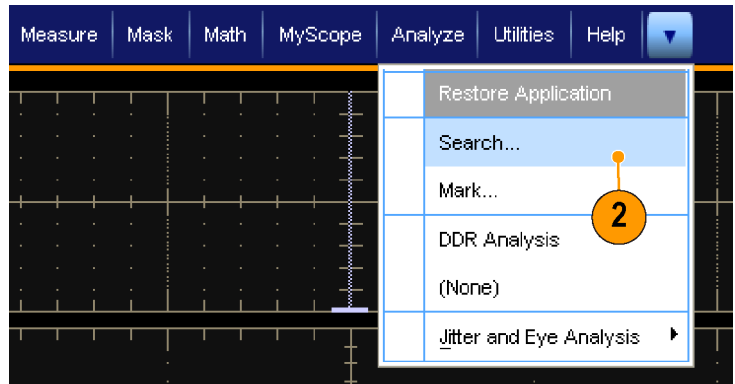 Measure Mask Math MyScope Analyze Utilities Help
Restore Application
Search...
Mark...
2
DDR Analysis
(None)
Jitter and Eye Analysis